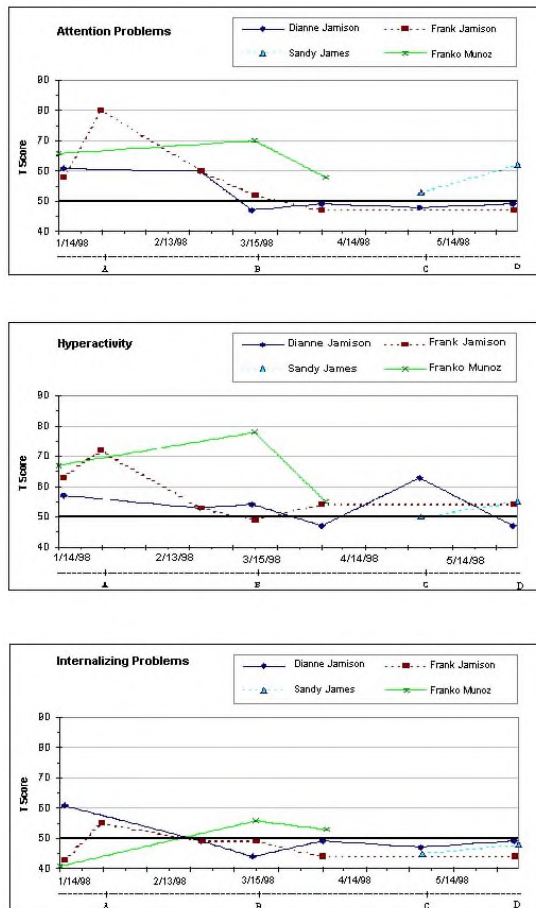 Attention Problems
Dianne Jamison
Frank Jamison
Sandy James
Franko Munoz
T Score
90
80
70
60
50
40
1/14/98 2/13/98 3/15/98 4/14/98 5/14/98
A B C D
Hyperactivity
Dianne Jamison
Frank Jamison
Sandy James
Franko Munoz
T Score
90
80
70
60
50
40
1/14/98 2/13/98 3/15/98 4/14/98 5/14/98
A B C D
Internalizing Problems
Dianne Jamison
Frank Jamison
Sandy James
Franko Munoz
T Score
90
80
70
60
50
40
1/14/98 2/13/98 3/15/98 4/14/98 5/14/98
A B C D